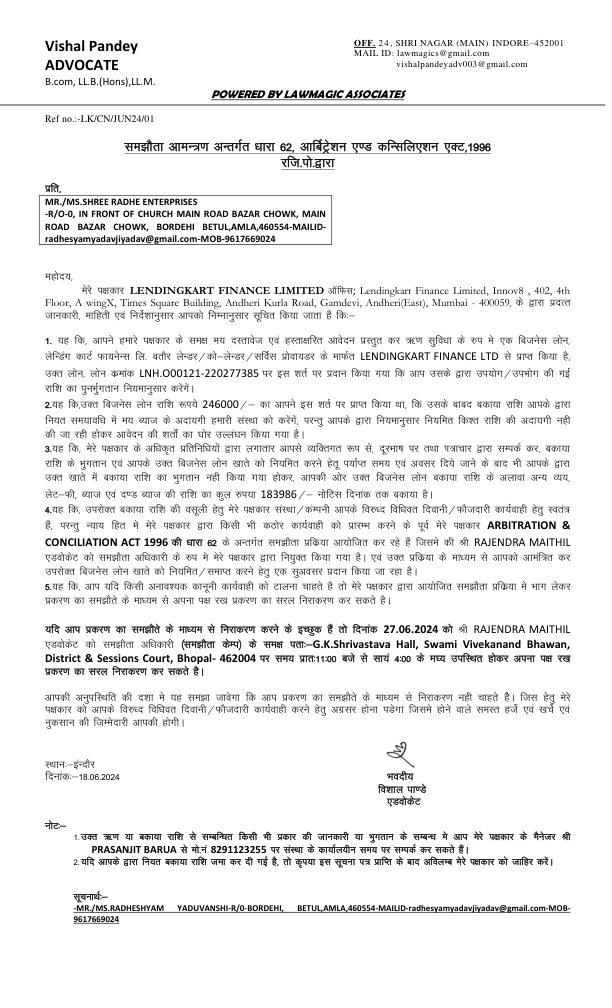 Vishal Pandey
ADVOCATE
B.com, LL.B.(Hons),LL.M.
OFF. 24, SHRI NAGAR (MAIN) INDORE–452001
MAIL ID: lawmagics@gmail.com
vishalpandeyadv003@gmail.com
POWERED BY LAWMAGIC ASSOCIATES
Ref no.:-LK/CN/JUN24/01
समझौता आमन्त्रण अन्तर्गत धारा 62, आर्बिट्रेशन एण्ड कन्सिलिएशन एक्ट,1996
रजि.पो.द्वारा
प्रति,
MR./MS.SHREE RADHE ENTERPRISES
-R/O-0, IN FRONT OF CHURCH MAIN ROAD BAZAR CHOWK, MAIN
ROAD BAZAR CHOWK, BORDEHI BETUL,AMLA,460554-MAILID-
radhesyamyadavjiyadav@gmail.com-MOB-9617669024
महोदय,
मेरे पक्षकार LENDINGKART FINANCE LIMITED ऑफिस; Lendingkart Finance Limited, Innov8 , 402, 4th
Floor, A wingX, Times Square Building, Andheri Kurla Road, Gamdevi, Andheri(East), Mumbai - 400059, के द्वारा प्रदत्त
जानकारी, माहिती एवं निर्देशानुसार आपको निम्नानुसार सूचित किया जाता हैं कि:–
1. यह कि, आपने हमारे पक्षकार के समक्ष मय दस्तावेज एवं हस्ताक्षरित आवेदन प्रस्तुत कर ऋण सुविधा के रुप मे एक बिजनेस लोन,
लेन्डिंग कार्ट फायनेन्स लि. बतौर लेन्डर/को–लेन्डर/सर्विस प्रोवायडर के मार्फत LENDINGKART FINANCE LTD से प्राप्त किया है,
उक्त लोन, लोन क्रमांक LNH.O00121-220277385 पर इस शर्त पर प्रदान किया गया कि आप उसके द्वारा उपयोग/उपभोग की गई
राशि का पुनर्मुगतान नियमानुसार करेंगें।
2.यह कि,उक्त बिजनेस लोन राशि रूपये 246000/– का आपने इस शर्त पर प्राप्त किया था, कि उसके बाबद बकाया राशि आपके द्वारा
नियत समयावधि में मय ब्याज के अदायगी हमारी संस्था को करेंगें, परन्तु आपके द्वारा नियमानुसार नियमित किश्त राशि की अदायगी नही
की जा रही होकर आवेदन की शर्तों का घोर उल्लंघन किया गया है।
3.यह कि, मेरे पक्षकार के अधिकृत प्रतिनिधियों द्वारा लगातार आपसे व्यक्तिगत रूप से, दूरभाष पर तथा पत्राचार द्वारा सम्पर्क कर, बकाया
राशि के भुगतान एवं आपके उक्त बिजनेस लोन खाते को नियमित करने हेतू पर्याप्त समय एवं अवसर दिये जाने के बाद भी आपके द्वारा
उक्त खाते में बकाया राशि का भुगतान नही किया गया होकर, आपकी ओर उक्त बिजनेस लोन बकाया राशि के अलावा अन्य व्यय,
लेट–फी, ब्याज एवं दण्ड ब्याज की राशि का कुल रुपया 183986/– नोटिस दिनांक तक बकाया है।
4.यह कि, उपरोक्त बकाया राशि की वसूली हेतु मेरे पक्षकार संस्था/कंम्पनी आपके विरुध्द विधिवत दिवानी/फौजदारी कार्यवाही हेतु स्वतंत्र
हैं, परन्तु न्याय हित मे मेरे पक्षकार द्वारा किसी भी कठोर कार्यवाही को प्रारम्भ करने के पूर्व मेरे पक्षकार ARBITRATION &
CONCILIATION ACT 1996 की धारा 62 के अन्तर्गत समझौता प्रक्रिया आयोजित कर रहे हैं जिसमे की श्री RAJENDRA MAITHIL
एडवोकेट को समझौता अधिकारी के रुप मे मेरे पक्षकार द्वारा नियुक्त किया गया है। एवं उक्त प्रक्रिया के माध्यम से आपको आमंत्रित कर
उपरोक्त बिजनेस लोन खाते को नियमित/समाप्त करने हेतु एक सुअवसर प्रदान किया जा रहा है।
5.यह कि, आप यदि किसी अनावश्यक कानूनी कार्यवाही को टालना चाहते है तो मेरे पक्षकार द्वारा आयोजित समझौता प्रक्रिया मे भाग लेकर
प्रकरण का समझौते के माध्यम से अपना पक्ष रख प्रकरण का सरल निराकरण कर सकते है।
यदि आप प्रकरण का समझौते के माध्यम से निराकरण करने के इच्छुक हैं तो दिनांक 27.06.2024 को श्री RAJENDRA MAITHIL
एडवोकेट को समझौता अधिकारी (समझौता केम्प) के समक्ष पता:–G.K.Shrivastava Hall, Swami Vivekanand Bhawan,
District & Sessions Court, Bhopal- 462004 पर समय प्रात:11:00 बजे से सायं 4:00 के मध्य उपस्थित होकर अपना पक्ष रख
प्रकरण का सरल निराकरण कर सकते है।
आपकी अनुपस्थिति की दशा मे यह समझा जावेगा कि आप प्रकरण का समझौते के माध्यम से निराकरण नही चाहते है। जिस हेतु मेरे
पक्षकार को आपके विरुध्द विधिवत दिवानी/फौजदारी कार्यवाही करने हेतु अग्रसर होना पडेगा जिसमे होने वाले समस्त हर्जे एवं खर्चे एवं
नुकसान की जिम्मेदारी आपकी होगी।
स्थान:–इंन्दौर
दिनांक:–18.06.2024
भवदीय
विशाल पाण्डे
एडवोकेट
नोट:–
1.उक्त ऋण या बकाया राशि से सम्बन्धित किसी भी प्रकार की जानकारी या भुगतान के सम्बन्ध मे आप मेरे पक्षकार के मैनेजर श्री
PRASANJIT BARUA से मो.नं 8291123255 पर संस्था के कार्यालयीन समय पर सम्पर्क कर सकते हैं।
2.यदि आपके द्वारा नियत बकाया राशि जमा कर दी गई है, तो कृपया इस सूचना पत्र प्राप्ति के बाद अविलम्ब मेरे पक्षकार को जाहिर करें।
सूचनार्थ:–
-MR./MS.RADHESHYAM YADUVANSHI-R/0-BORDEHI, BETUL,AMLA,460554-MAILID-radhesyamyadavjiyadav@gmail.com-MOB-
9617669024